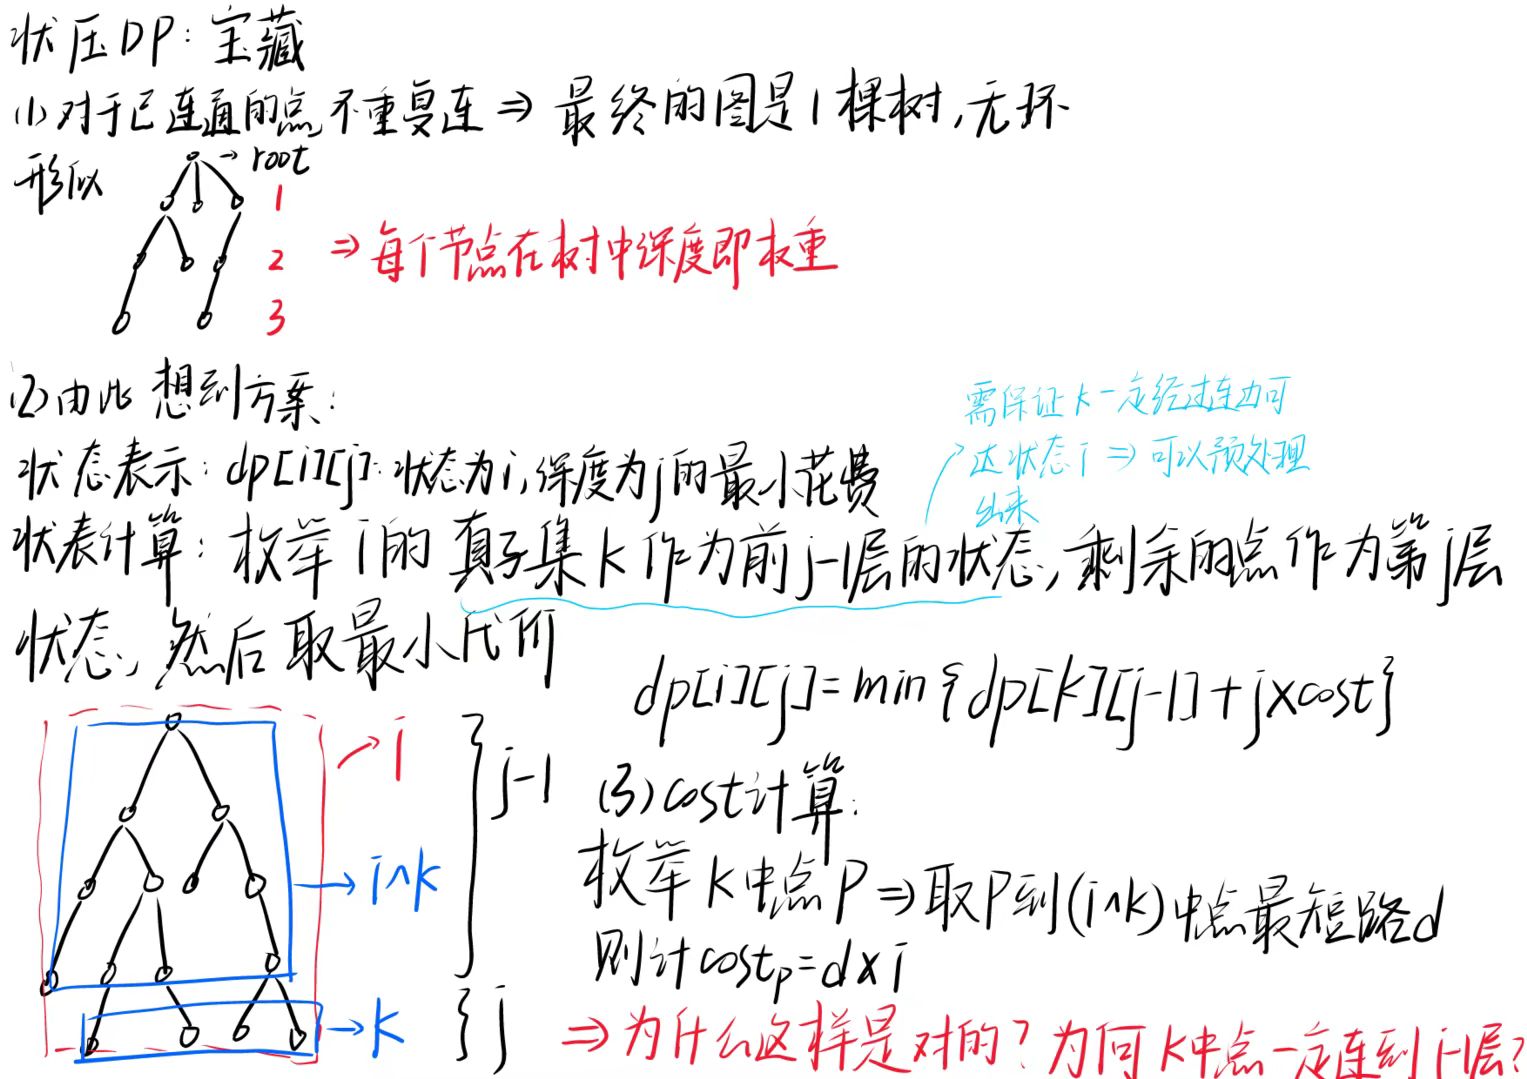 状压DP: 宝藏
(1)对于已连通的点,不重复连 ⇒ 最终的图是1棵树,无环
形似
→ root
1
2
3
⇒ 每个节点在树中深度即权重
(2)由此想到方案:
需保证k一定经过连边可
达状态i ⇒ 可以预处理
出来
状态表示: dp[i][j]: 状态为i,深度为j的最小花费
状表计算: 枚举i的真子集k作为前j-1层的状态,剩余的点作为第j层
状态,然后取最小代价
dp[i][j]=min{dp[k][j-1]+j×cost}
→ i
} j-1
→ i∧k
→ k
} j
(3)cost计算:
枚举k中点P ⇒ 取P到(i∧k)中点最短路d
则计costₚ=d×i
⇒ 为什么这样是对的? 为何k中点一定连到j-1层?